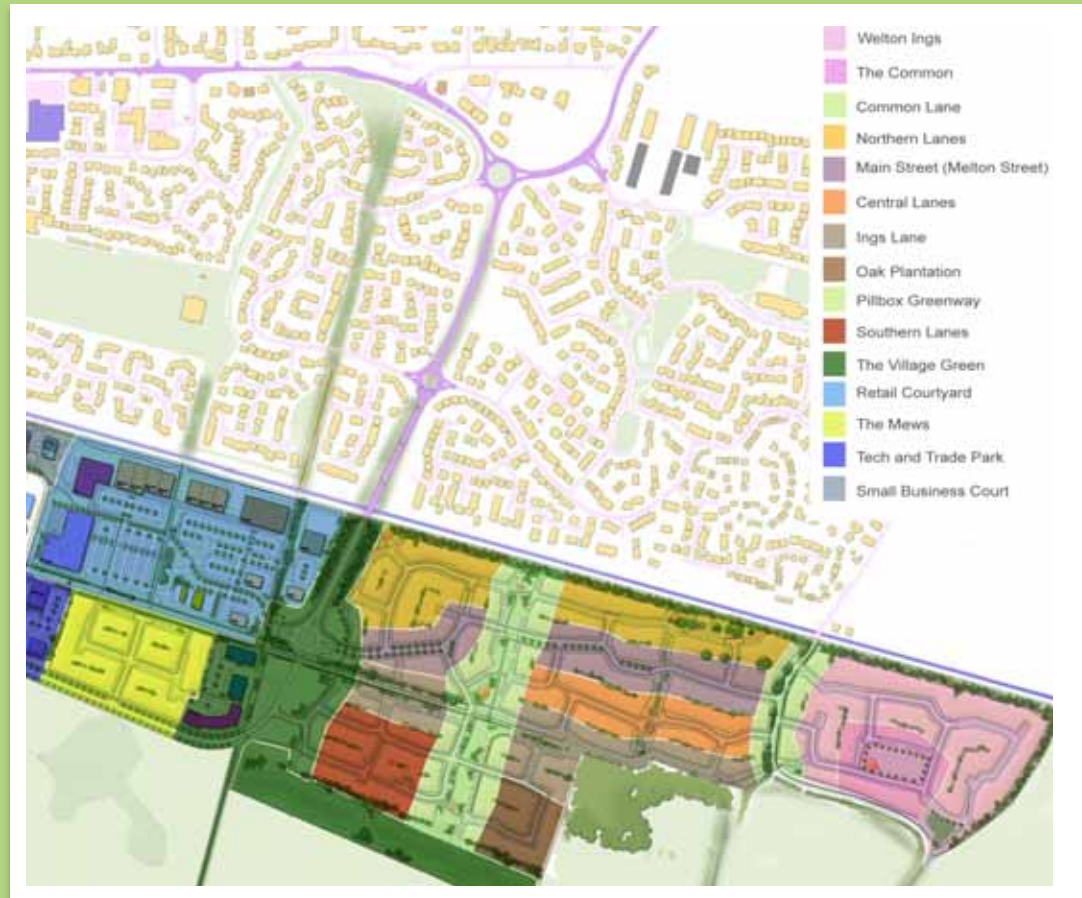 Welton Ings
The Common
Common Lane
Northern Lanes
Main Street (Melton Street)
Central Lanes
Ings Lane
Oak Plantation
Pillbox Greenway
Southern Lanes
The Village Green
Retail Courtyard
The Mews
Tech and Trade Park
Small Business Court